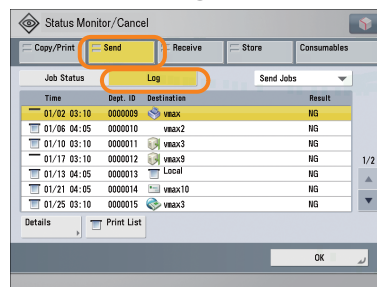 Status Monitor/Cancel
Copy/Print Send Receive Store Consumables
Job Status Log Send Jobs
Time Dept. ID Destination Result
01/02 03:10 0000009 vmax NG
01/06 04:05 0000010 vmax2 NG
01/10 03:10 0000011 vmax3 NG
01/17 03:10 0000012 vmax9 NG
01/13 04:05 0000013 Local NG
01/21 04:05 0000014 vmax10 NG
01/25 03:10 0000015 vmax3 NG
1/2
Details Print List
OK